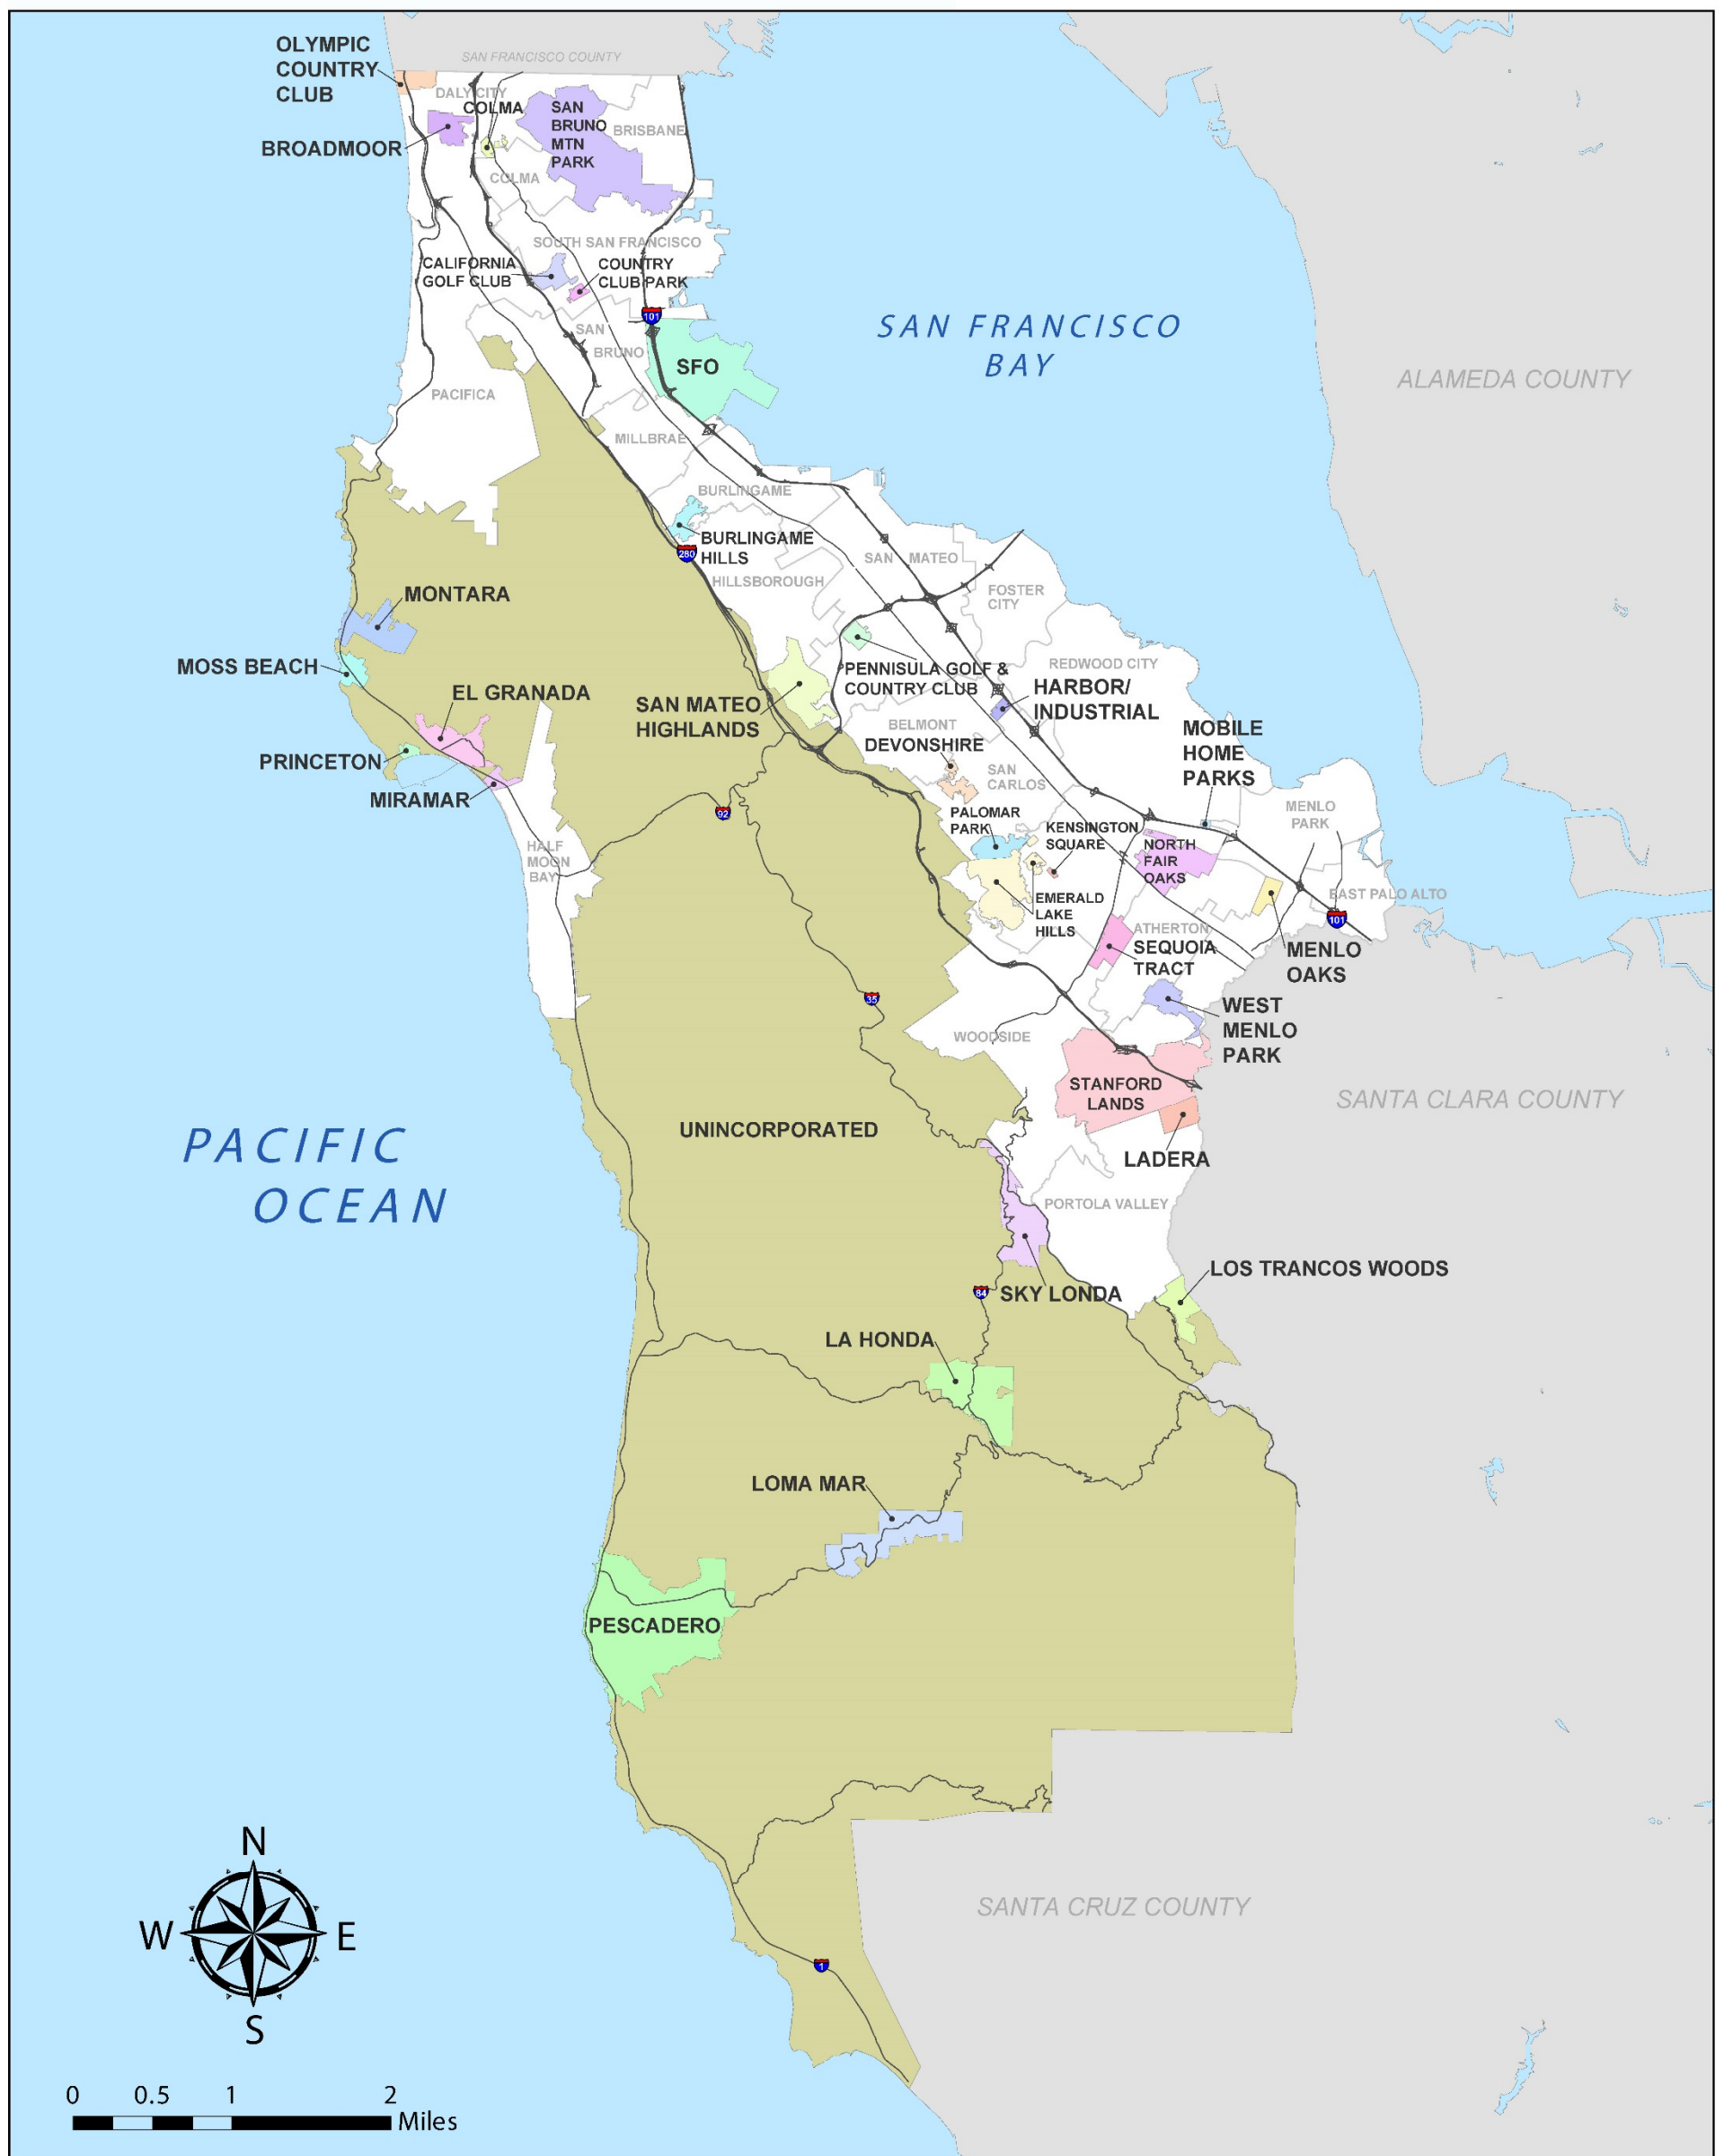 OLYMPIC
COUNTRY
CLUB
SAN FRANCISCO COUNTY
DALY CITY
COLMA
SAN
BRUNO
MTN
PARK
BRISBANE
BROADMOOR
COLMA
SOUTH SAN FRANCISCO
CALIFORNIA
GOLF CLUB
COUNTRY
CLUB PARK
101
SAN
BRUNO
SFO
SAN FRANCISCO
BAY
ALAMEDA COUNTY
PACIFICA
MILLBRAE
BURLINGAME
BURLINGAME
HILLS
280
HILLSBOROUGH
SAN MATEO
FOSTER
CITY
MONTARA
MOSS BEACH
EL GRANADA
PRINCETON
MIRAMAR
SAN MATEO
HIGHLANDS
PENNISULA GOLF &
COUNTRY CLUB
REDWOOD CITY
HARBOR/
INDUSTRIAL
BELMONT
DEVONSHIRE
SAN
CARLOS
MOBILE
HOME
PARKS
MENLO
PARK
92
PALOMAR
PARK
KENSINGTON
SQUARE
NORTH
FAIR
OAKS
HALF
MOON
BAY
EMERALD
LAKE
HILLS
EAST PALO ALTO
101
ATHERTON
SEQUOIA
TRACT
MENLO
OAKS
35
WEST
MENLO
PARK
WOODSIDE
STANFORD
LANDS
SANTA CLARA COUNTY
PACIFIC
OCEAN
UNINCORPORATED
LADERA
PORTOLA VALLEY
LOS TRANCOS WOODS
84
SKY LONDA
LA HONDA
LOMA MAR
PESCADERO
SANTA CRUZ COUNTY
1
N
W
E
S
0 0.5 1 2
Miles